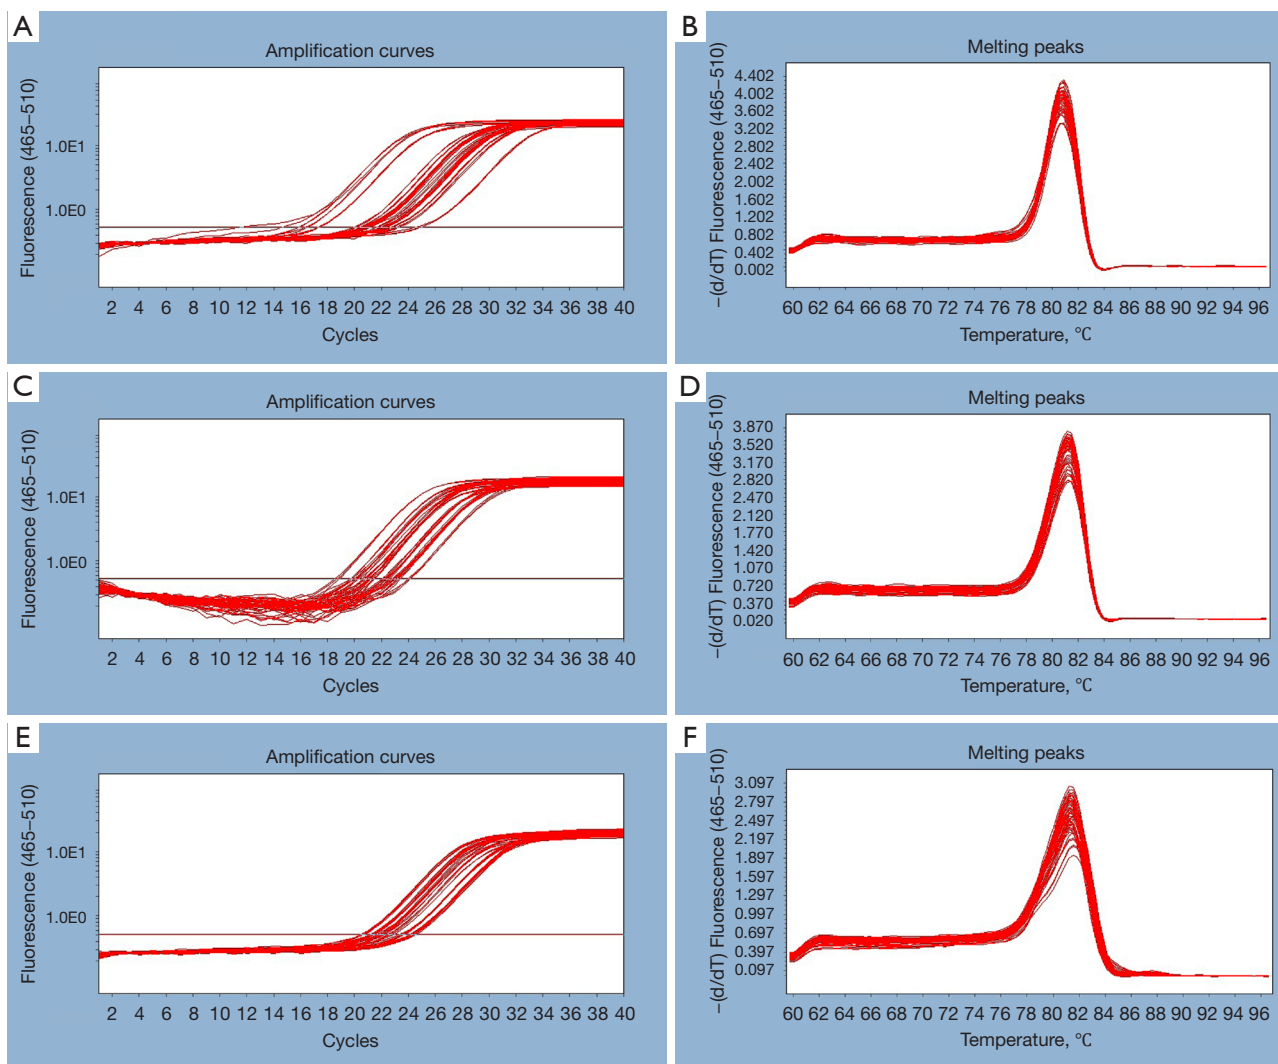 A
Amplification curves
Fluorescence (465–510)
1.0E1
1.0E0
2 4 6 8 10 12 14 16 18 20 22 24 26 28 30 32 34 36 38 40
Cycles
B
Melting peaks
–(d/dT) Fluorescence (465–510)
4.402
4.002
3.602
3.202
2.802
2.402
2.002
1.602
1.202
0.802
0.402
0.002
60 62 64 66 68 70 72 74 76 78 80 82 84 86 88 90 92 94 96
Temperature, °C
C
Amplification curves
Fluorescence (465–510)
1.0E1
1.0E0
2 4 6 8 10 12 14 16 18 20 22 24 26 28 30 32 34 36 38 40
Cycles
D
Melting peaks
–(d/dT) Fluorescence (465–510)
3.870
3.520
3.170
2.820
2.470
2.120
1.770
1.420
1.070
0.720
0.370
0.020
60 62 64 66 68 70 72 74 76 78 80 82 84 86 88 90 92 94 96
Temperature, °C
E
Amplification curves
Fluorescence (465–510)
1.0E1
1.0E0
2 4 6 8 10 12 14 16 18 20 22 24 26 28 30 32 34 36 38 40
Cycles
F
Melting peaks
–(d/dT) Fluorescence (465–510)
3.097
2.797
2.497
2.197
1.897
1.597
1.297
0.997
0.697
0.397
0.097
60 62 64 66 68 70 72 74 76 78 80 82 84 86 88 90 92 94 96
Temperature, °C